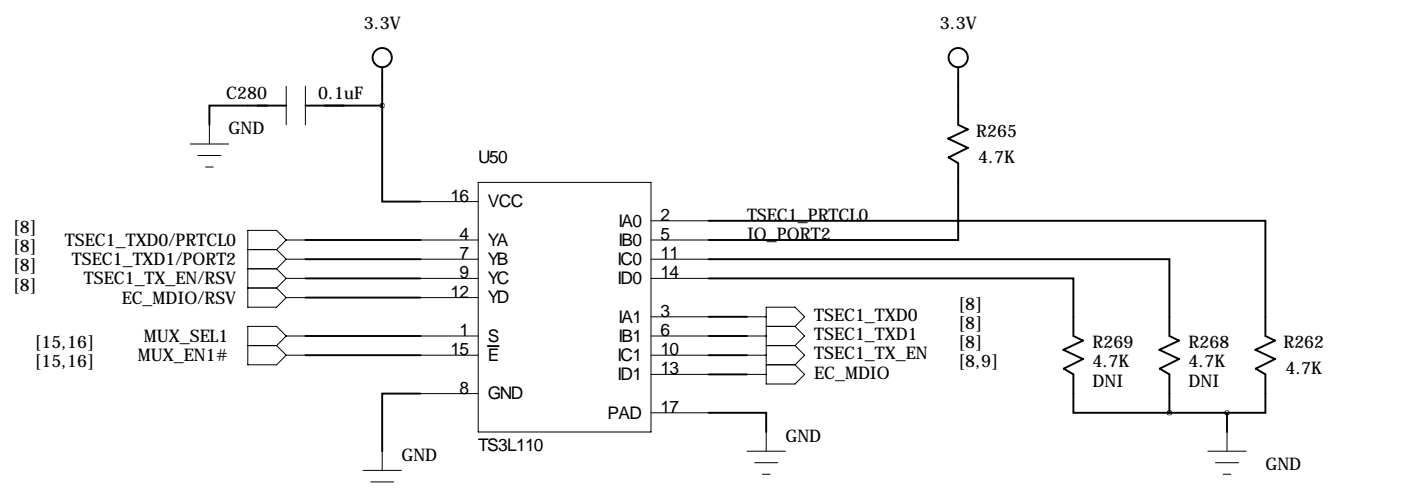 3.3V
3.3V
C280
0.1uF
GND
R265
4.7K
U50
16
VCC
[8]
[8]
[8]
[8]
TSEC1_TXD0/PRTCL0
TSEC1_TXD1/PORT2
TSEC1_TX_EN/RSV
EC_MDIO/RSV
4
7
9
12
YA
YB
YC
YD
IA0
IB0
IC0
ID0
2
5
11
14
TSEC1_PRTCL0
IO_PORT2
[15,16]
[15,16]
MUX_SEL1
MUX_EN1#
1
15
S
E
IA1
IB1
IC1
ID1
3
6
10
13
TSEC1_TXD0
TSEC1_TXD1
TSEC1_TX_EN
EC_MDIO
[8]
[8]
[8]
[8,9]
R269
4.7K
DNI
R268
4.7K
DNI
R262
4.7K
8
GND
PAD
17
TS3L110
GND
GND
GND